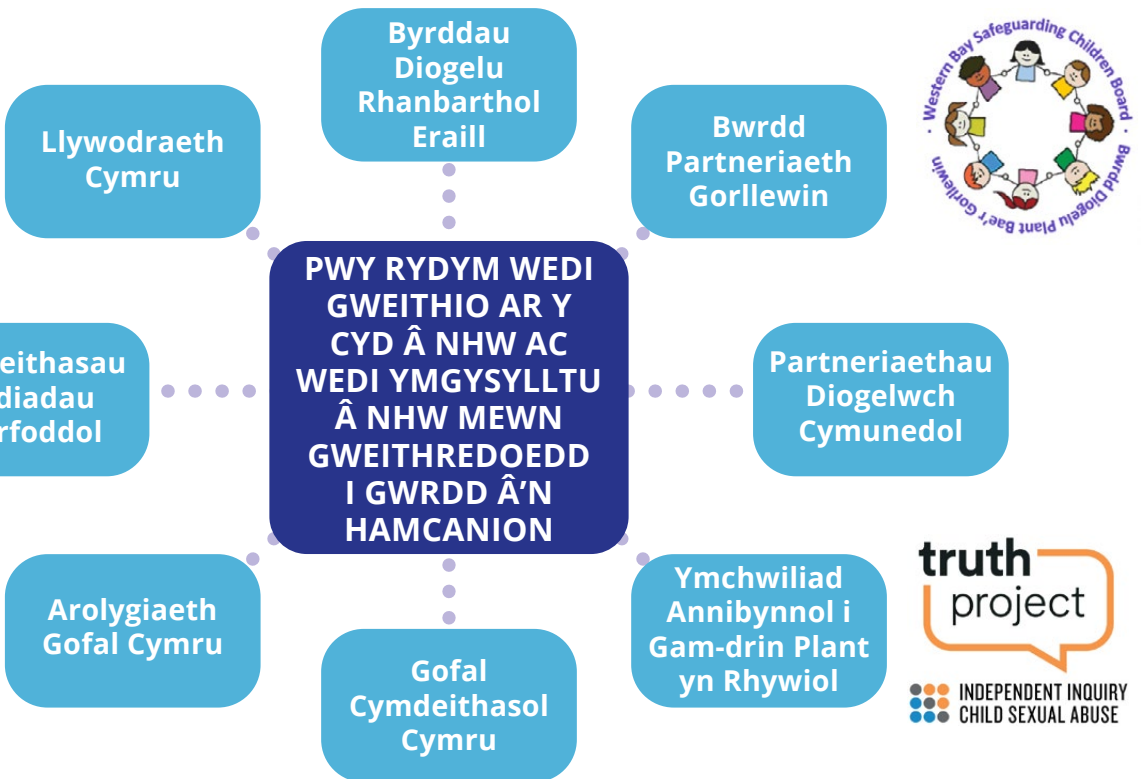 Byrddau
Diogelu
Rhanbarthol
Eraill
Llywodraeth
Cymru
Bwrdd
Partneriaeth
Gorllewin
Western Bay Safeguarding Children Board
Bwrdd Diogelu Plant Bae'r Gorllewin
PWY RYDYM WEDI
GWEITHIO AR Y
CYD Â NHW AC
WEDI YMGYSYLLTU
Â NHW MEWN
GWEITHREDOEDD
I GWRDD Â’N
HAMCANION
Partneriaethau
Diogelwch
Cymunedol
Arolygiaeth
Gofal Cymru
Gofal
Cymdeithasol
Cymru
Ymchwiliad
Annibynnol i
Gam-drin Plant
yn Rhywiol
truth
project
INDEPENDENT INQUIRY
CHILD SEXUAL ABUSE